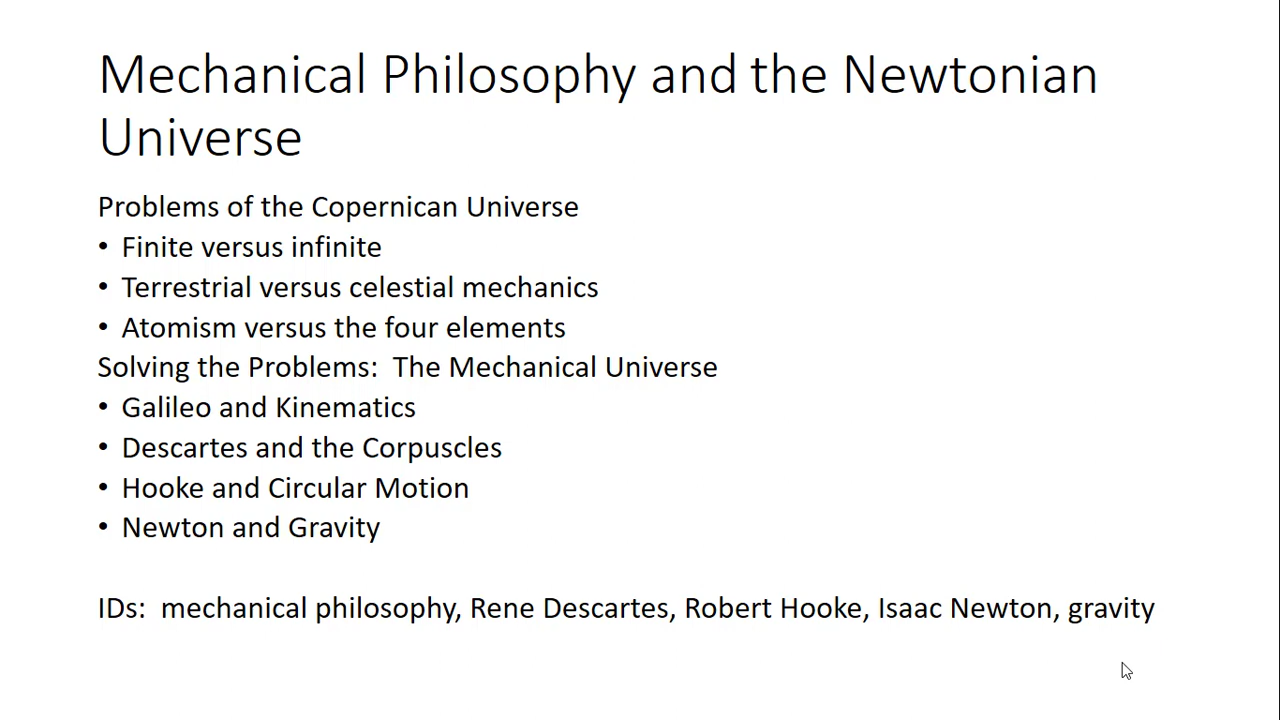 Mechanical Philosophy and the Newtonian
Universe
Problems of the Copernican Universe
• Finite versus infinite
• Terrestrial versus celestial mechanics
• Atomism versus the four elements
Solving the Problems:  The Mechanical Universe
• Galileo and Kinematics
• Descartes and the Corpuscles
• Hooke and Circular Motion
• Newton and Gravity
IDs:  mechanical philosophy, Rene Descartes, Robert Hooke, Isaac Newton, gravity